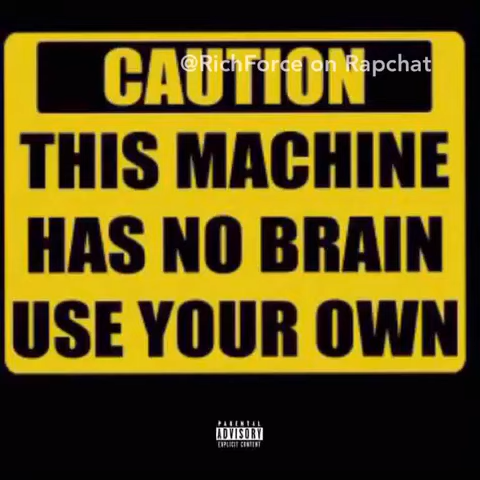 @RichForce on Rapchat
CAUTION
THIS MACHINE
HAS NO BRAIN
USE YOUR OWN
PARENTAL
ADVISORY
EXPLICIT CONTENT